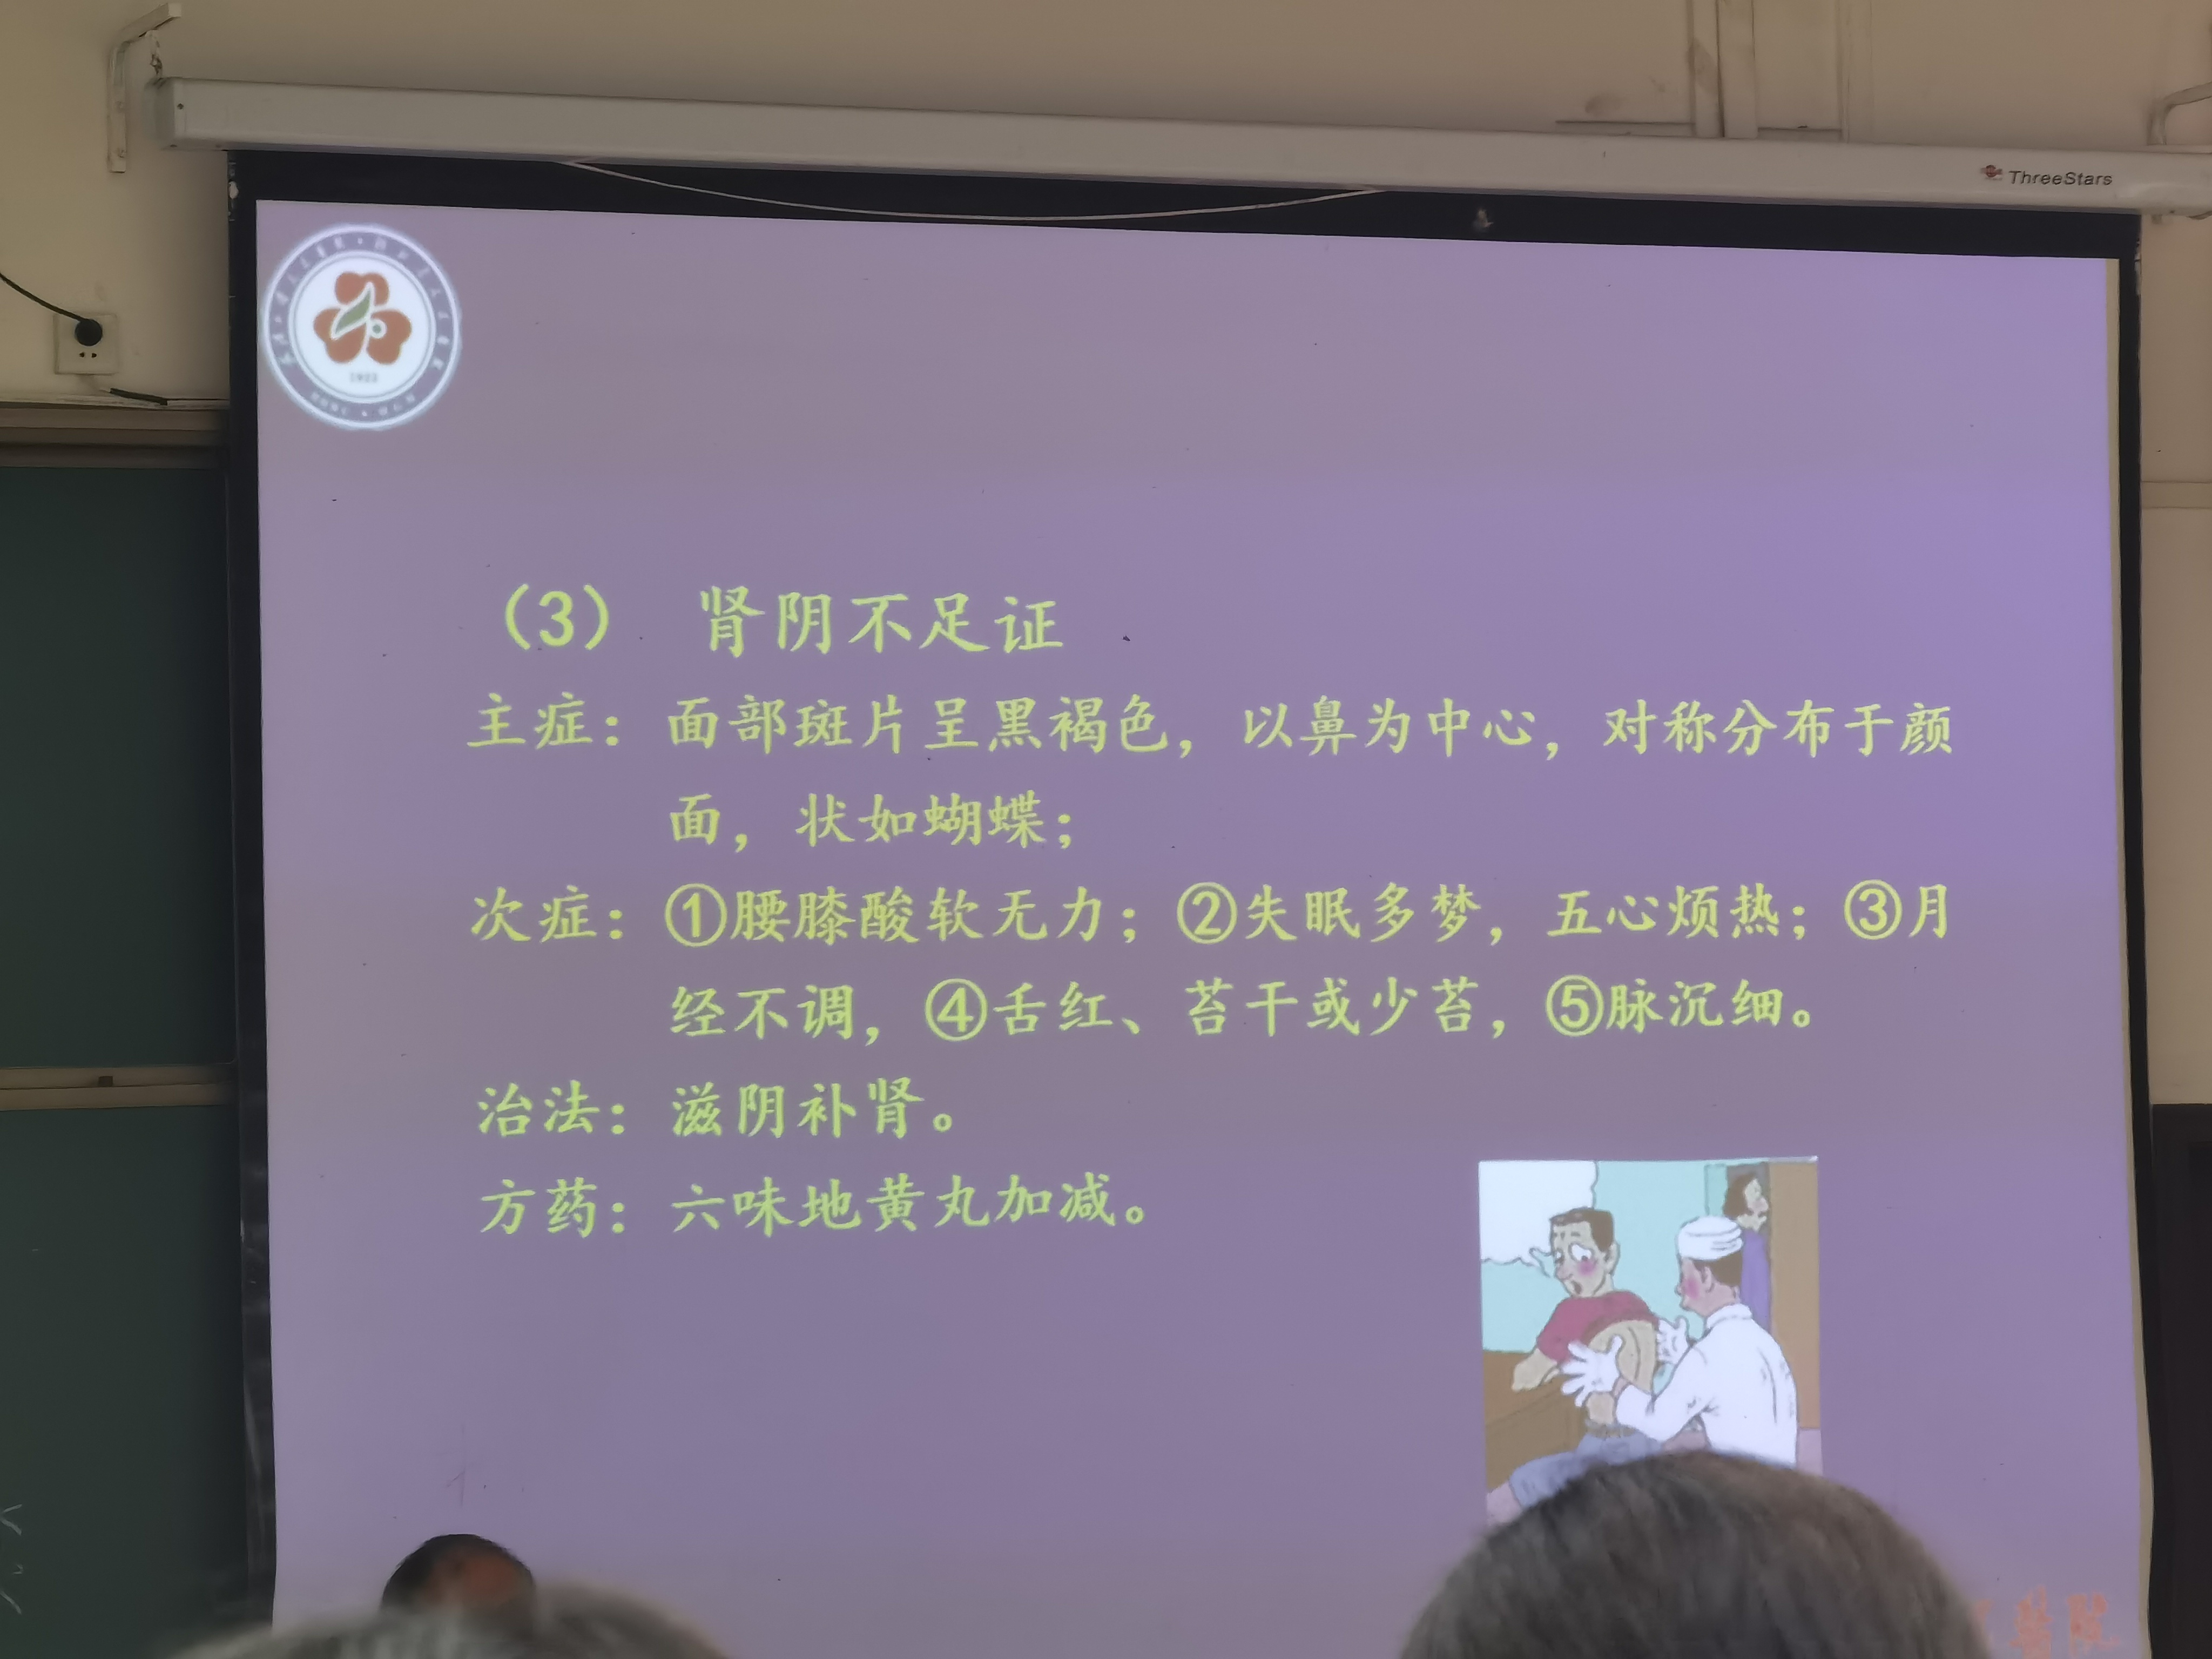 ThreeStars
1922
（3） 肾阴不足证
主症：面部斑片呈黑褐色，以鼻为中心，对称分布于颜
面，状如蝴蝶；
次症：①腰膝酸软无力；②失眠多梦，五心烦热；③月
经不调，④舌红、苔干或少苔，⑤脉沉细。
治法：滋阴补肾。
方药：六味地黄丸加减。
醫院